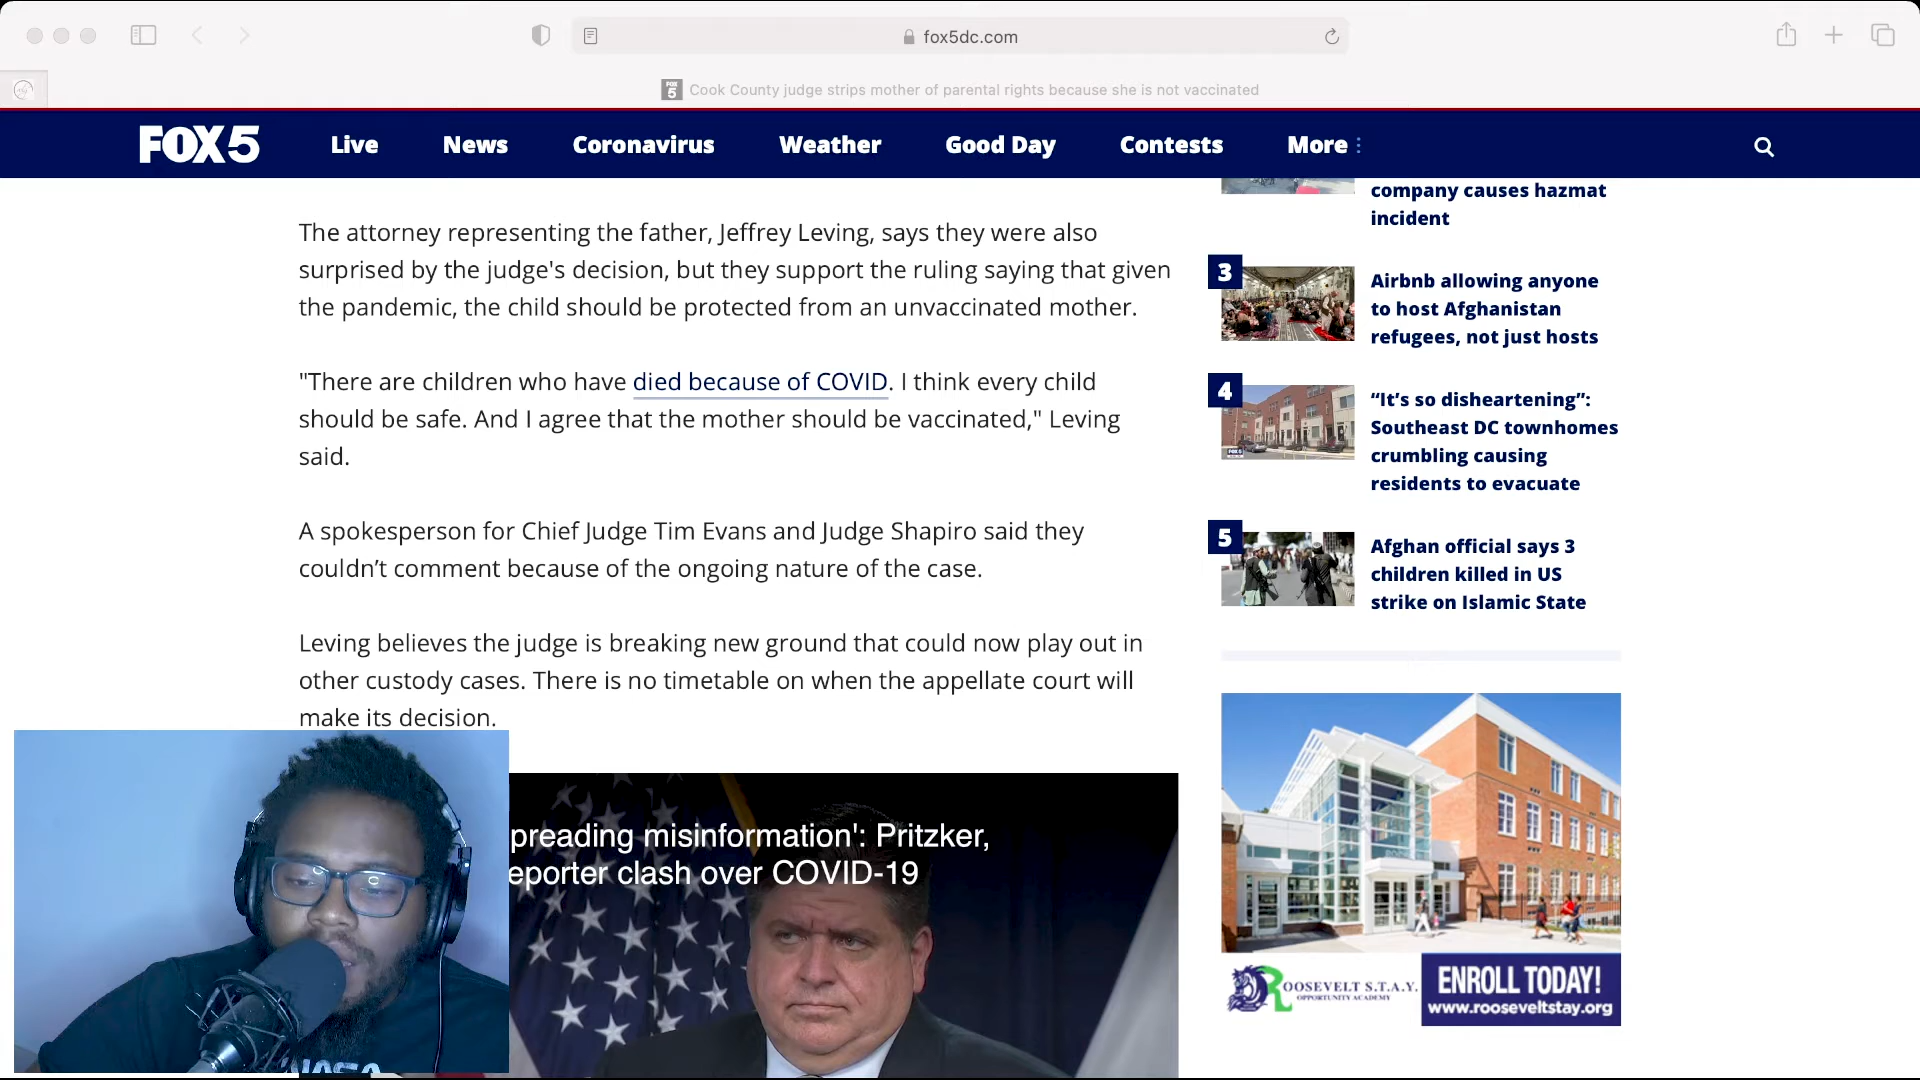 fox5dc.com
FOX 5
Cook County judge strips mother of parental rights because she is not vaccinated
FOX 5
Live
News
Coronavirus
Weather
Good Day
Contests
More
The attorney representing the father, Jeffrey Leving, says they were also
surprised by the judge's decision, but they support the ruling saying that given
the pandemic, the child should be protected from an unvaccinated mother.
"There are children who have died because of COVID. I think every child
should be safe. And I agree that the mother should be vaccinated," Leving
said.
A spokesperson for Chief Judge Tim Evans and Judge Shapiro said they
couldn’t comment because of the ongoing nature of the case.
Leving believes the judge is breaking new ground that could now play out in
other custody cases. There is no timetable on when the appellate court will
make its decision.
preading misinformation': Pritzker,
eporter clash over COVID-19
company causes hazmat
incident
3
Airbnb allowing anyone
to host Afghanistan
refugees, not just hosts
4
“It’s so disheartening”:
Southeast DC townhomes
crumbling causing
residents to evacuate
5
Afghan official says 3
children killed in US
strike on Islamic State
ROOSEVELT S.T.A.Y.
OPPORTUNITY ACADEMY
ENROLL TODAY!
www.rooseveltstay.org